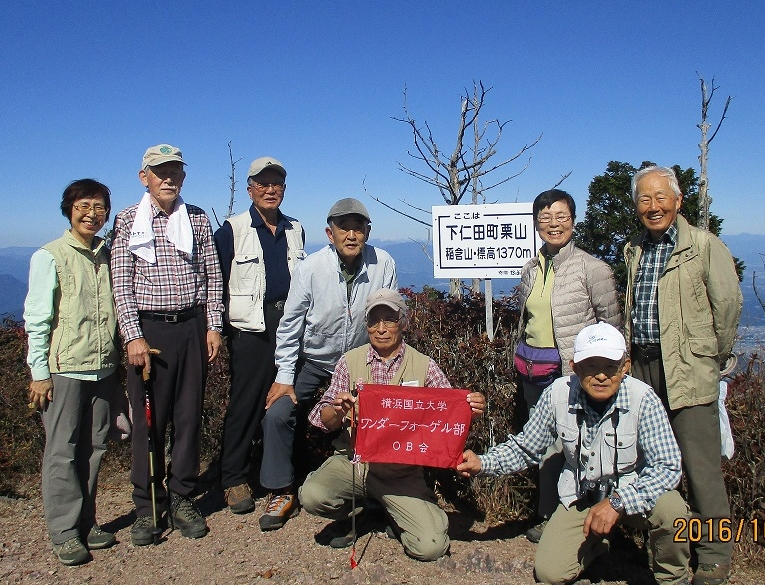 ここは
下仁田町栗山
稲含山・標高1370m
横浜国立大学
ワンダーフォーゲル部
OB会
2016/10